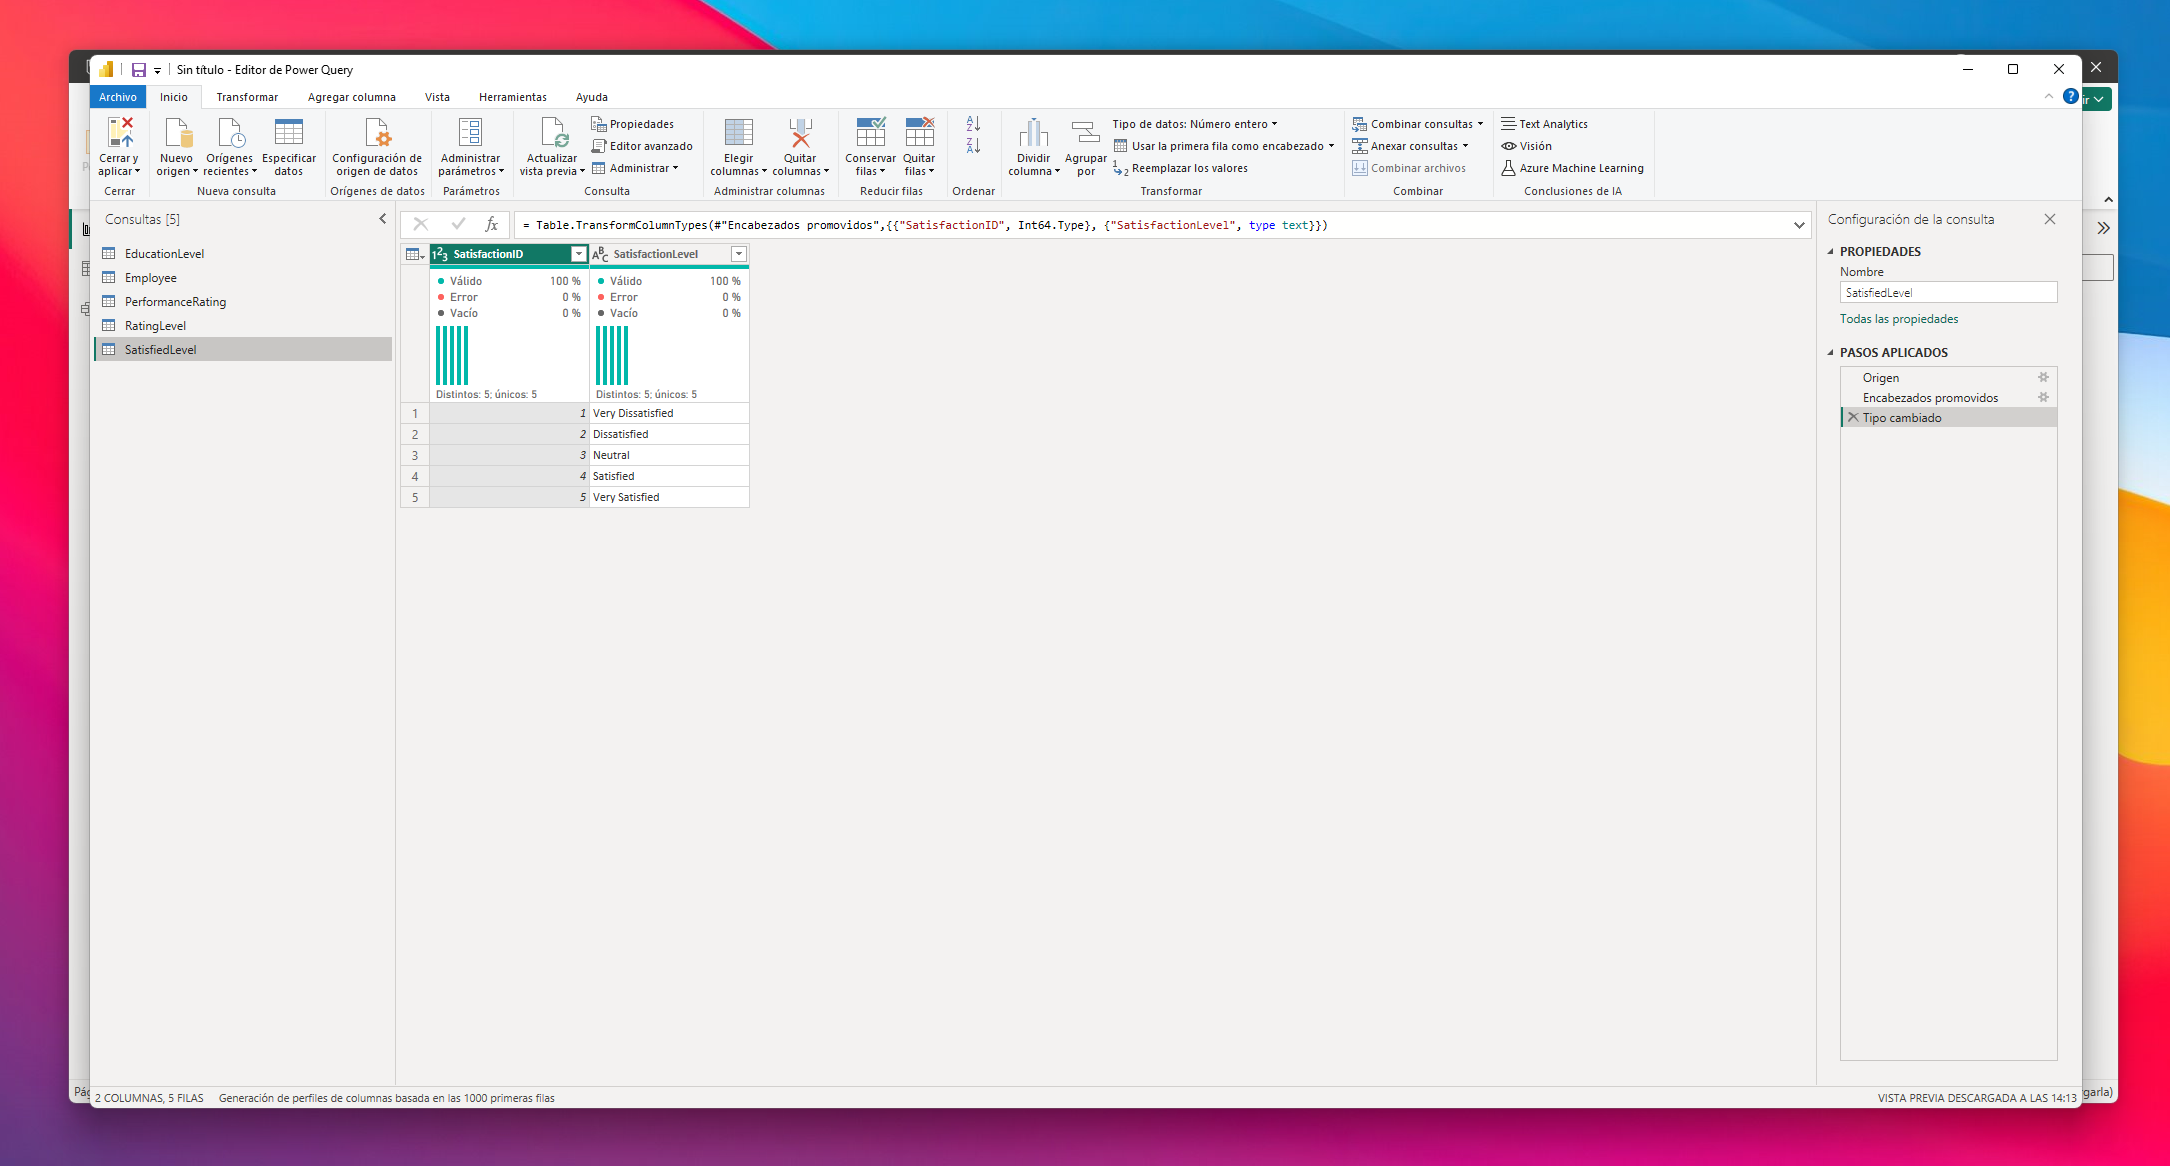 Sin título - Editor de Power Query
Archivo
Inicio
Transformar
Agregar columna
Vista
Herramientas
Ayuda
Cerrar y aplicar
Cerrar
Nuevo origen
Orígenes recientes
Especificar datos
Nueva consulta
Configuración de origen de datos
Orígenes de datos
Administrar parámetros
Parámetros
Actualizar vista previa
Propiedades
Editor avanzado
Administrar
Consulta
Elegir columnas
Quitar columnas
Administrar columnas
Conservar filas
Quitar filas
Reducir filas
Ordenar
Dividir columna
Agrupar por
Tipo de datos: Número entero
Usar la primera fila como encabezado
Reemplazar los valores
Transformar
Combinar consultas
Anexar consultas
Combinar archivos
Combinar
Text Analytics
Visión
Azure Machine Learning
Conclusiones de IA
Consultas [5]
EducationLevel
Employee
PerformanceRating
RatingLevel
SatisfiedLevel
fx
= Table.TransformColumnTypes(#"Encabezados promovidos",{{"SatisfactionID", Int64.Type}, {"SatisfactionLevel", type text}})
SatisfactionID
SatisfactionLevel
Válido 100 %
Error 0 %
Vacío 0 %
Distintos: 5; únicos: 5
Válido 100 %
Error 0 %
Vacío 0 %
Distintos: 5; únicos: 5
1 1 Very Dissatisfied
2 2 Dissatisfied
3 3 Neutral
4 4 Satisfied
5 5 Very Satisfied
Configuración de la consulta
PROPIEDADES
Nombre
SatisfiedLevel
Todas las propiedades
PASOS APLICADOS
Origen
Encabezados promovidos
Tipo cambiado
2 COLUMNAS, 5 FILAS
Generación de perfiles de columnas basada en las 1000 primeras filas
VISTA PREVIA DESCARGADA A LAS 14:13